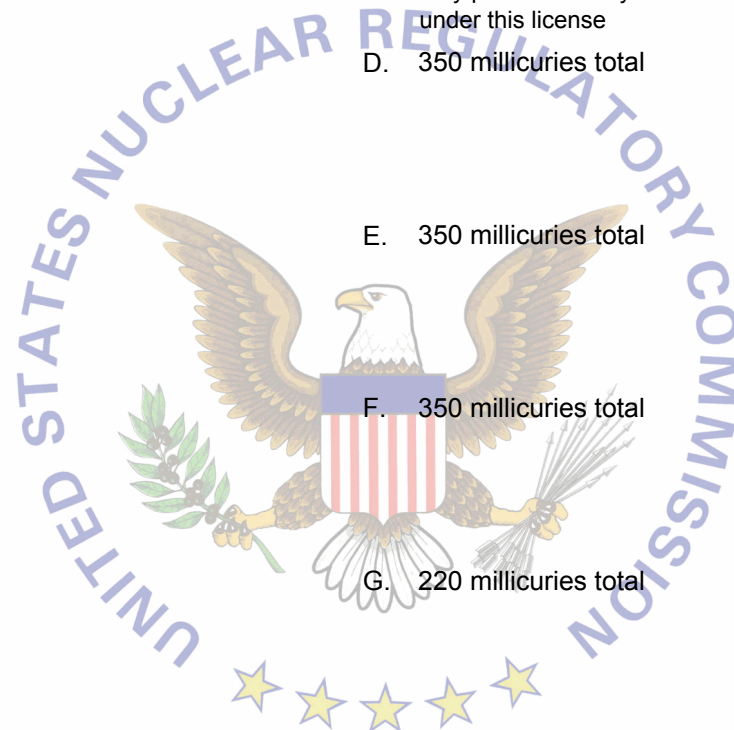 under this license
D. 350 millicuries total
E. 350 millicuries total
F. 350 millicuries total
G. 220 millicuries total
UNITED STATES NUCLEAR REGULATORY COMMISSION